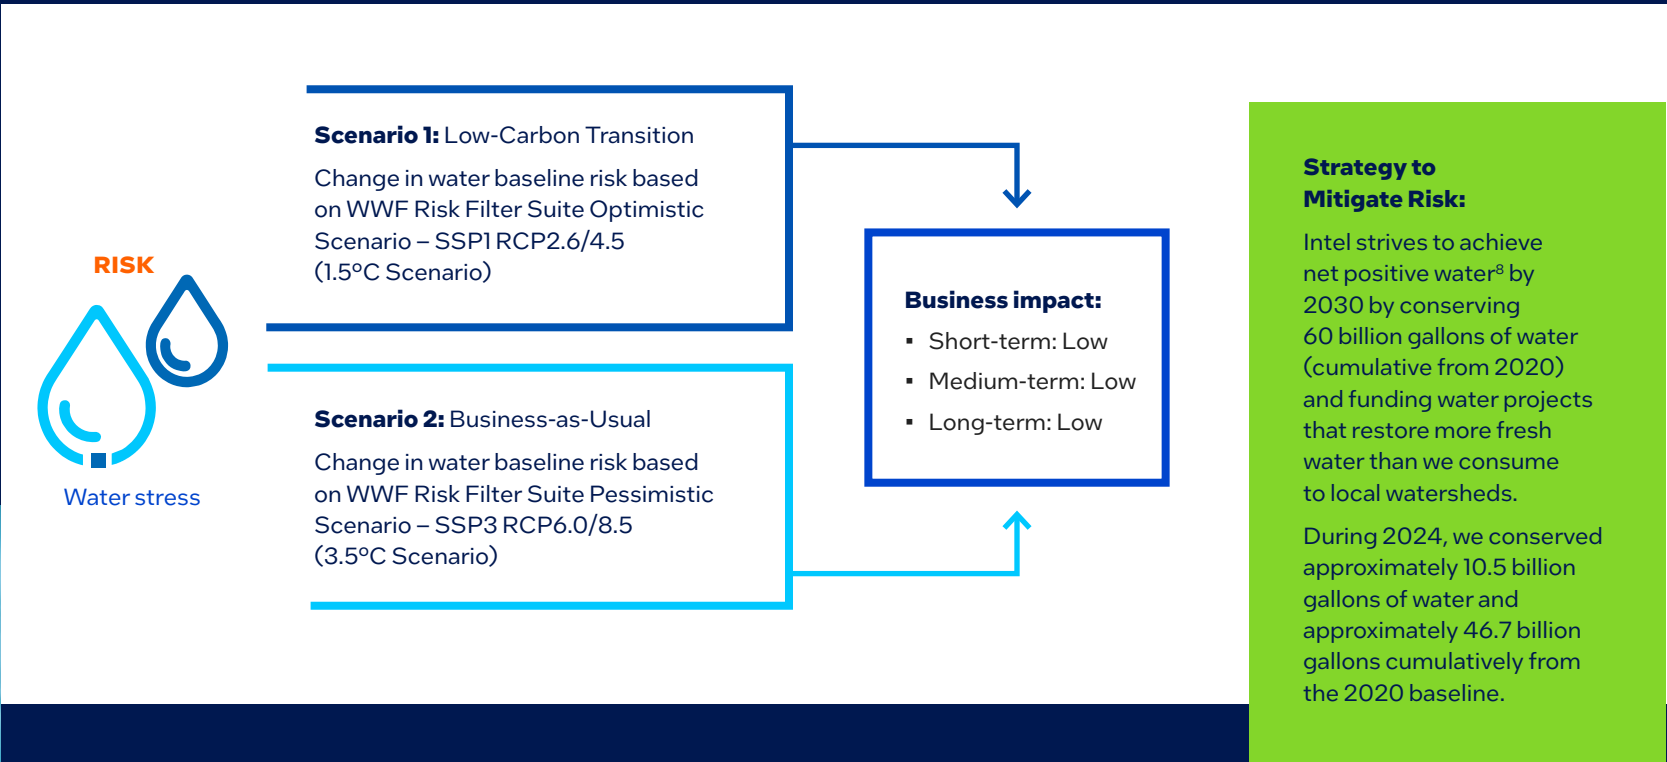 RISK
Water stress
Scenario 1: Low-Carbon Transition
Change in water baseline risk based
on WWF Risk Filter Suite Optimistic
Scenario – SSP1 RCP2.6/4.5
(1.5ºC Scenario)
Scenario 2: Business-as-Usual
Change in water baseline risk based
on WWF Risk Filter Suite Pessimistic
Scenario – SSP3 RCP6.0/8.5
(3.5ºC Scenario)
Business impact:
▪ Short-term: Low
▪ Medium-term: Low
▪ Long-term: Low
Strategy to
Mitigate Risk:
Intel strives to achieve
net positive water⁸ by
2030 by conserving
60 billion gallons of water
(cumulative from 2020)
and funding water projects
that restore more fresh
water than we consume
to local watersheds.
During 2024, we conserved
approximately 10.5 billion
gallons of water and
approximately 46.7 billion
gallons cumulatively from
the 2020 baseline.